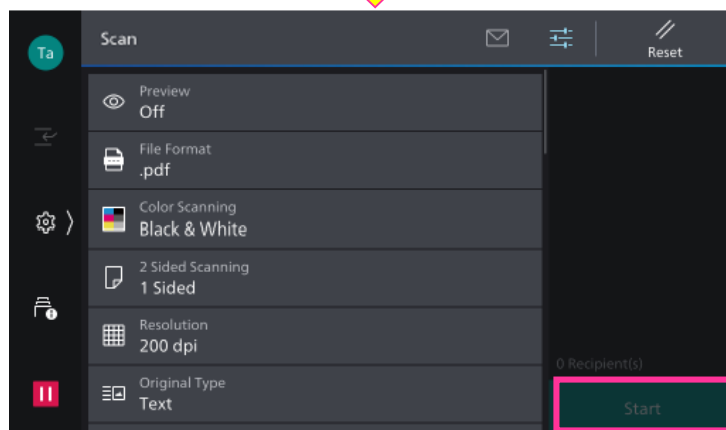 Ta
Scan
Reset
Preview
Off
File Format
.pdf
Color Scanning
Black & White
2 Sided Scanning
1 Sided
Resolution
200 dpi
Original Type
Text
0 Recipient(s)
Start